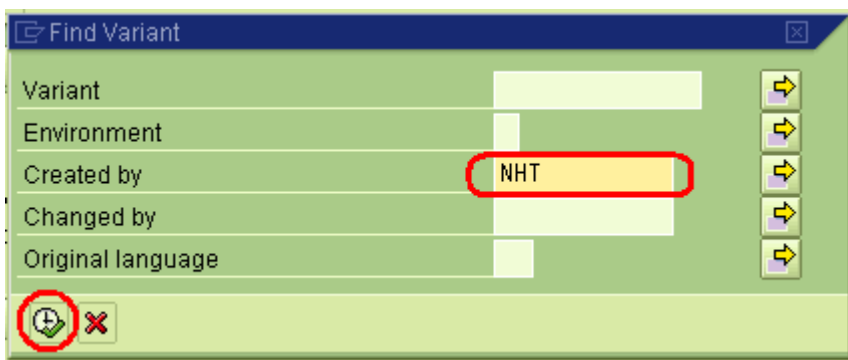 Find Variant
Variant
Environment
Created by NHT
Changed by
Original language